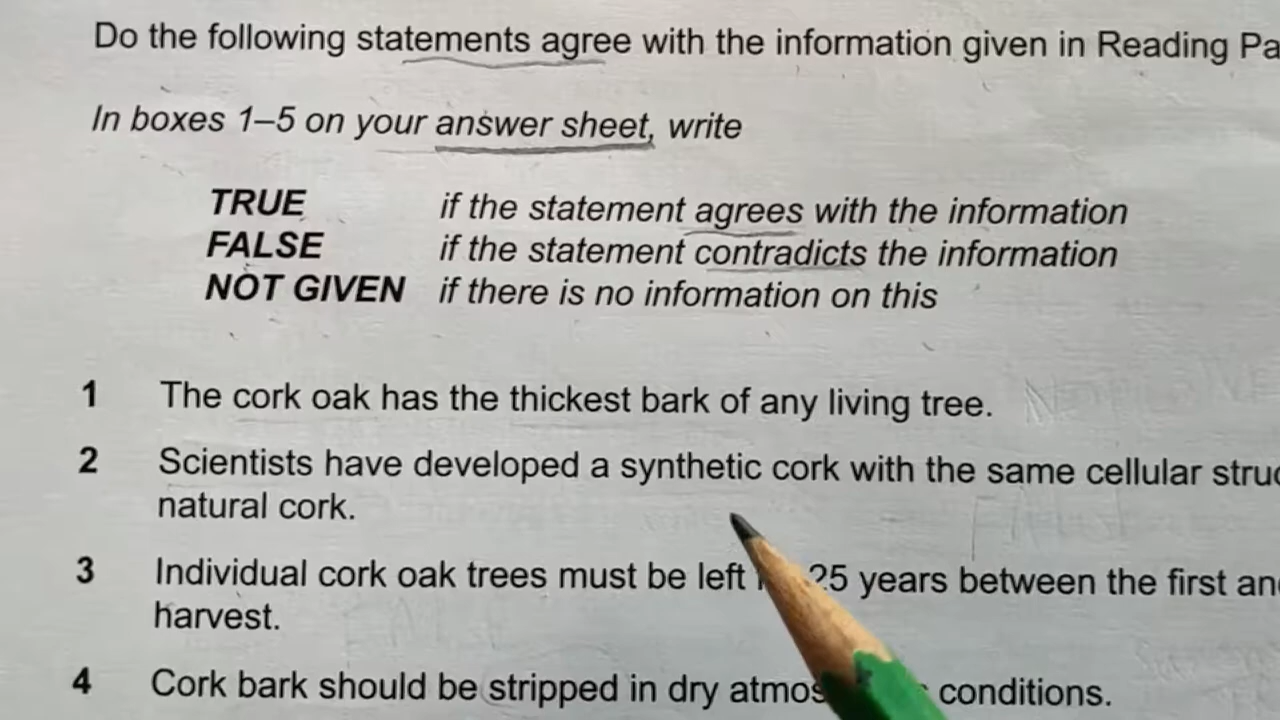 Do the following statements agree with the information given in Reading
In boxes 1–5 on your answer sheet, write
TRUE if the statement agrees with the information
FALSE if the statement contradicts the information
NOT GIVEN if there is no information on this
1 The cork oak has the thickest bark of any living tree.
2 Scientists have developed a synthetic cork with the same cellular
natural cork.
3 Individual cork oak trees must be left 25 years between the first
harvest.
4 Cork bark should be stripped in dry conditions.